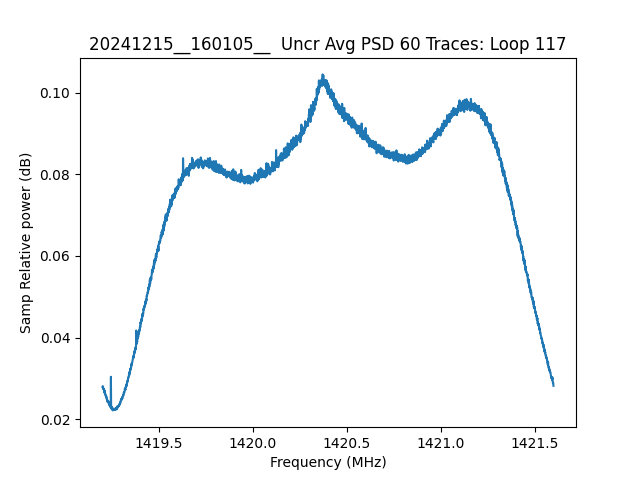 20241215__160105__  Uncr Avg PSD 60 Traces: Loop 117
0.10
0.08
0.06
0.04
0.02
Samp Relative power (dB)
1419.5 1420.0 1420.5 1421.0 1421.5
Frequency (MHz)